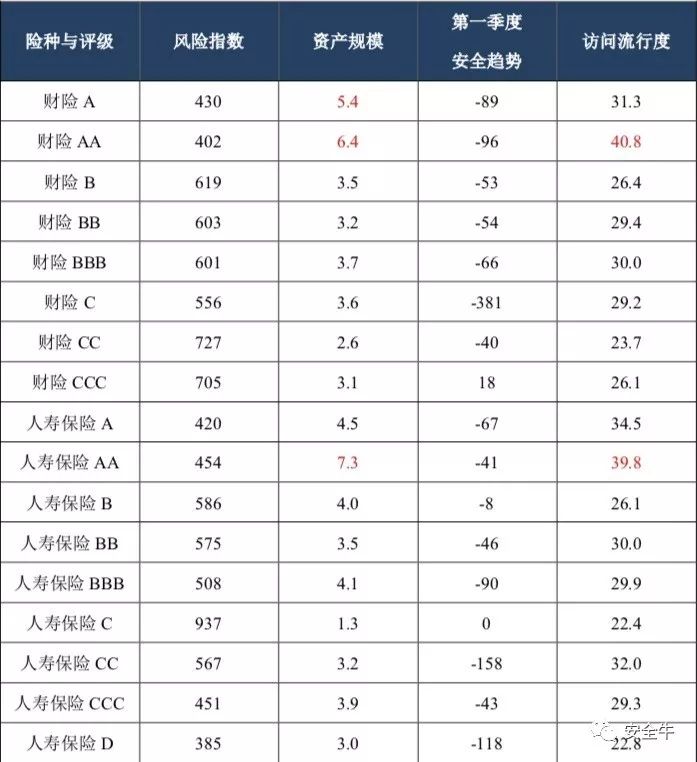 险种与评级 风险指数 资产规模 第一季度 安全趋势 访问流行度
财险 A 430 5.4 -89 31.3
财险 AA 402 6.4 -96 40.8
财险 B 619 3.5 -53 26.4
财险 BB 603 3.2 -54 29.4
财险 BBB 601 3.7 -66 30.0
财险 C 556 3.6 -381 29.2
财险 CC 727 2.6 -40 23.7
财险 CCC 705 3.1 18 26.1
人寿保险 A 420 4.5 -67 34.5
人寿保险 AA 454 7.3 -41 39.8
人寿保险 B 586 4.0 -8 26.1
人寿保险 BB 575 3.5 -46 30.0
人寿保险 BBB 508 4.1 -90 29.9
人寿保险 C 937 1.3 0 22.4
人寿保险 CC 567 3.2 -158 32.0
人寿保险 CCC 451 3.9 -43 29.3
人寿保险 D 385 3.0 -118 22.8
安全牛